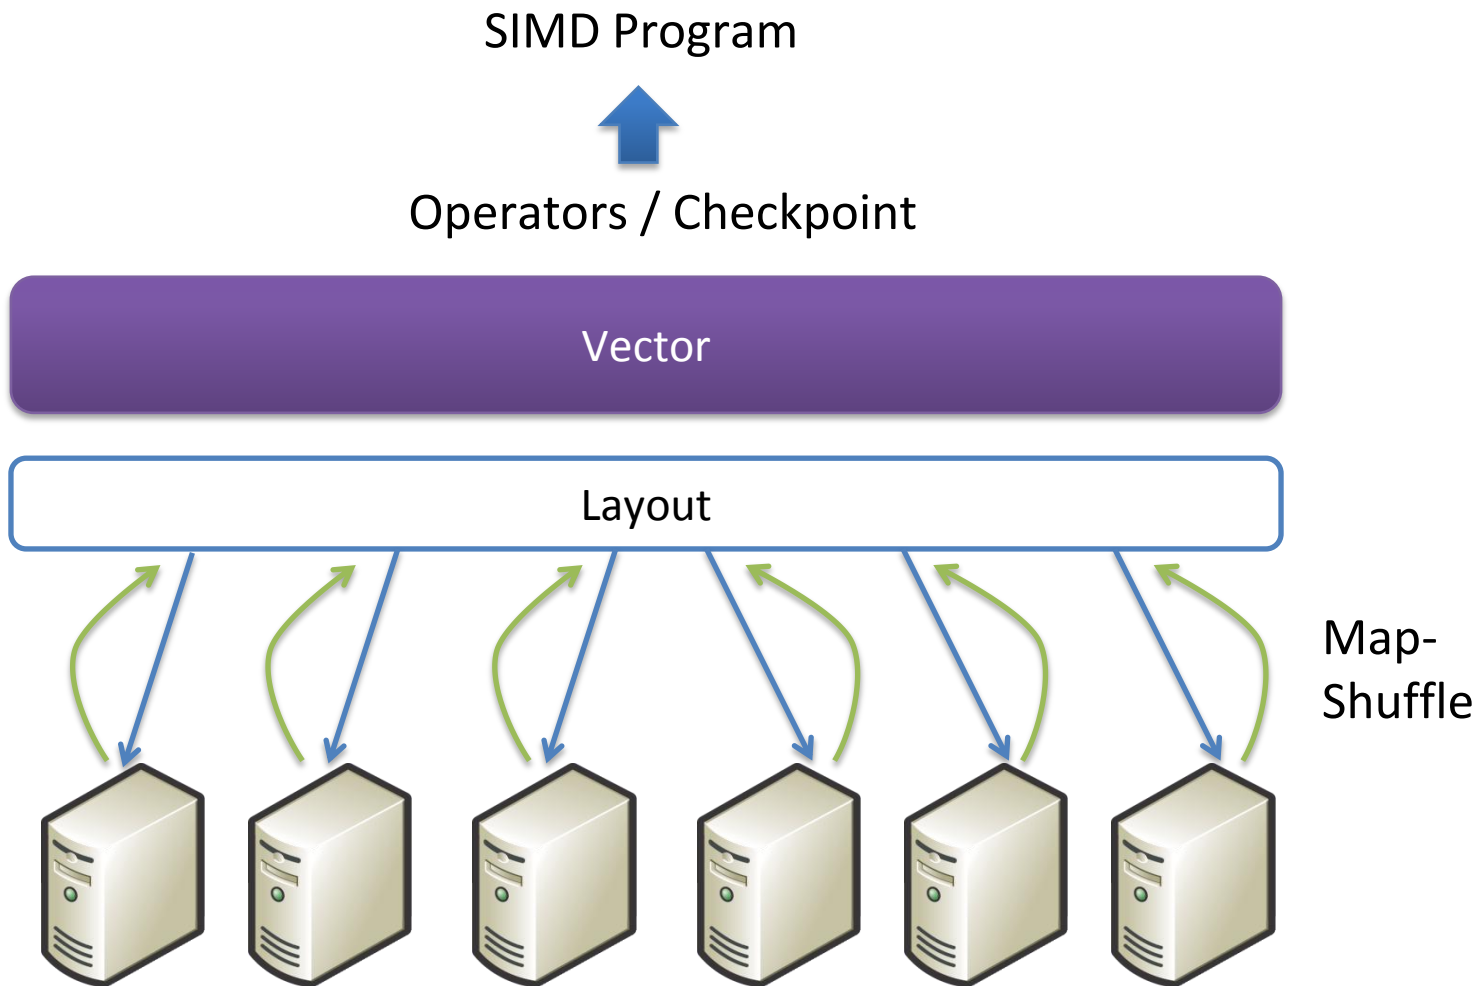 SIMD Program
Operators / Checkpoint
Vector
Layout
Map-
Shuffle